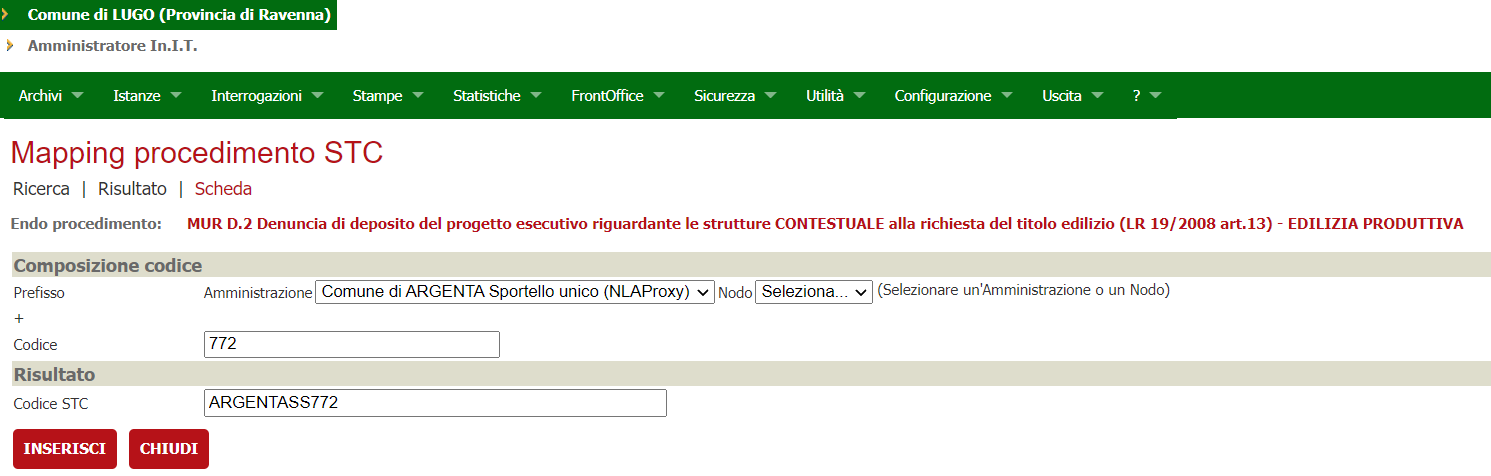 Comune di LUGO (Provincia di Ravenna)
Amministratore In.I.T.
Archivi Istanze Interrogazioni Stampe Statistiche FrontOffice Sicurezza Utilità Configurazione Uscita ?
Mapping procedimento STC
Ricerca | Risultato | Scheda
Endo procedimento: MUR D.2 Denuncia di deposito del progetto esecutivo riguardante le strutture CONTESTUALE alla richiesta del titolo edilizio (LR 19/2008 art.13) - EDILIZIA PRODUTTIVA
Composizione codice
Prefisso Amministrazione Comune di ARGENTA Sportello unico (NLAProxy) Nodo Seleziona... (Selezionare un'Amministrazione o un Nodo)
+
Codice 772
Risultato
Codice STC ARGENTASS772
INSERISCI CHIUDI